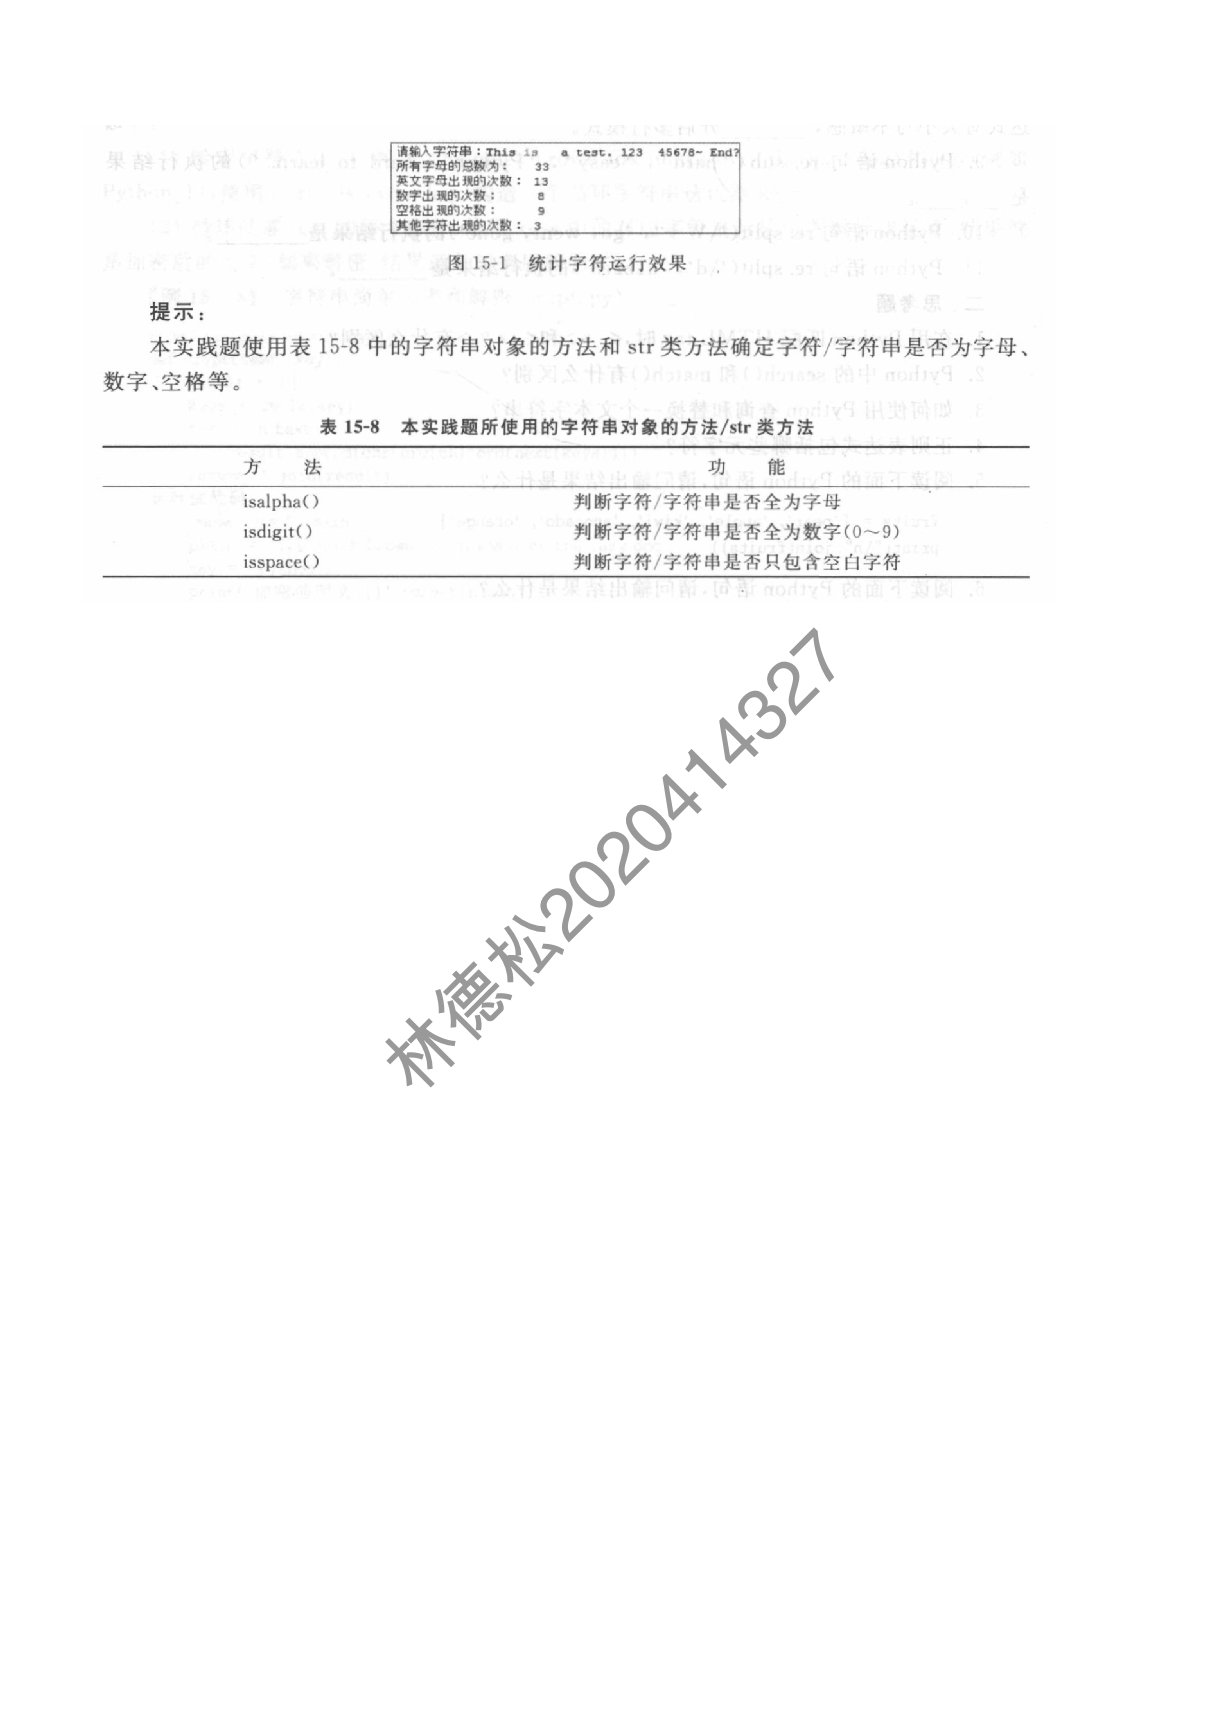 请输入字符串：This is   a test. 123  45678~ End?
所有字母的总数为：   33
英文字母出现的次数： 13
数字出现的次数：     8
空格出现的次数：     9
其他字符出现的次数： 3
图 15-1  统计字符运行效果
提示：
本实践题使用表 15-8 中的字符串对象的方法和 str 类方法确定字符/字符串是否为字母、
数字、空格等。
表 15-8  本实践题所使用的字符串对象的方法/str 类方法
方 法 功 能
isalpha() 判断字符/字符串是否全为字母
isdigit() 判断字符/字符串是否全为数字(0～9)
isspace() 判断字符/字符串是否只包含空白字符
林德松2020414327